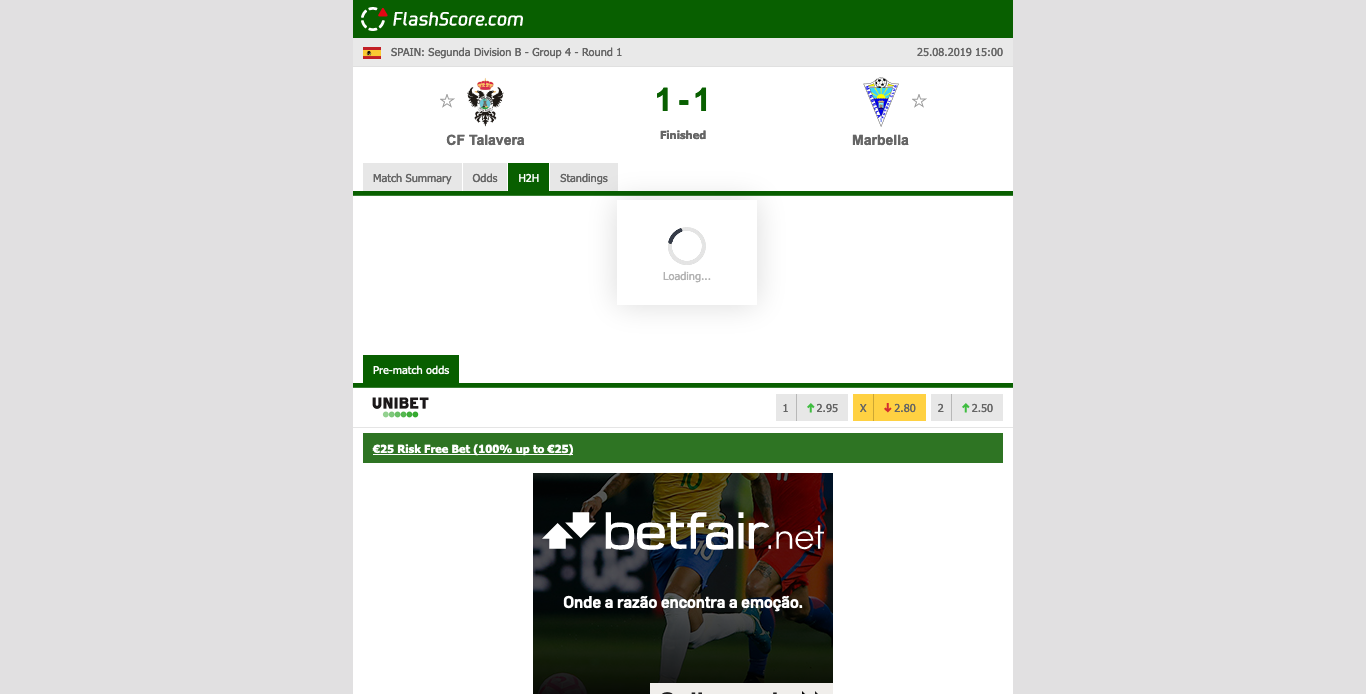 FlashScore.com
SPAIN: Segunda Division B - Group 4 - Round 1
25.08.2019 15:00
1 - 1
Finished
CF Talavera
Marbella
Match Summary
Odds
H2H
Standings
Loading...
Pre-match odds
UNIBET
1 2.95
X 2.80
2 2.50
€25 Risk Free Bet (100% up to €25)
10
betfair.net
Onde a razão encontra a emoção.